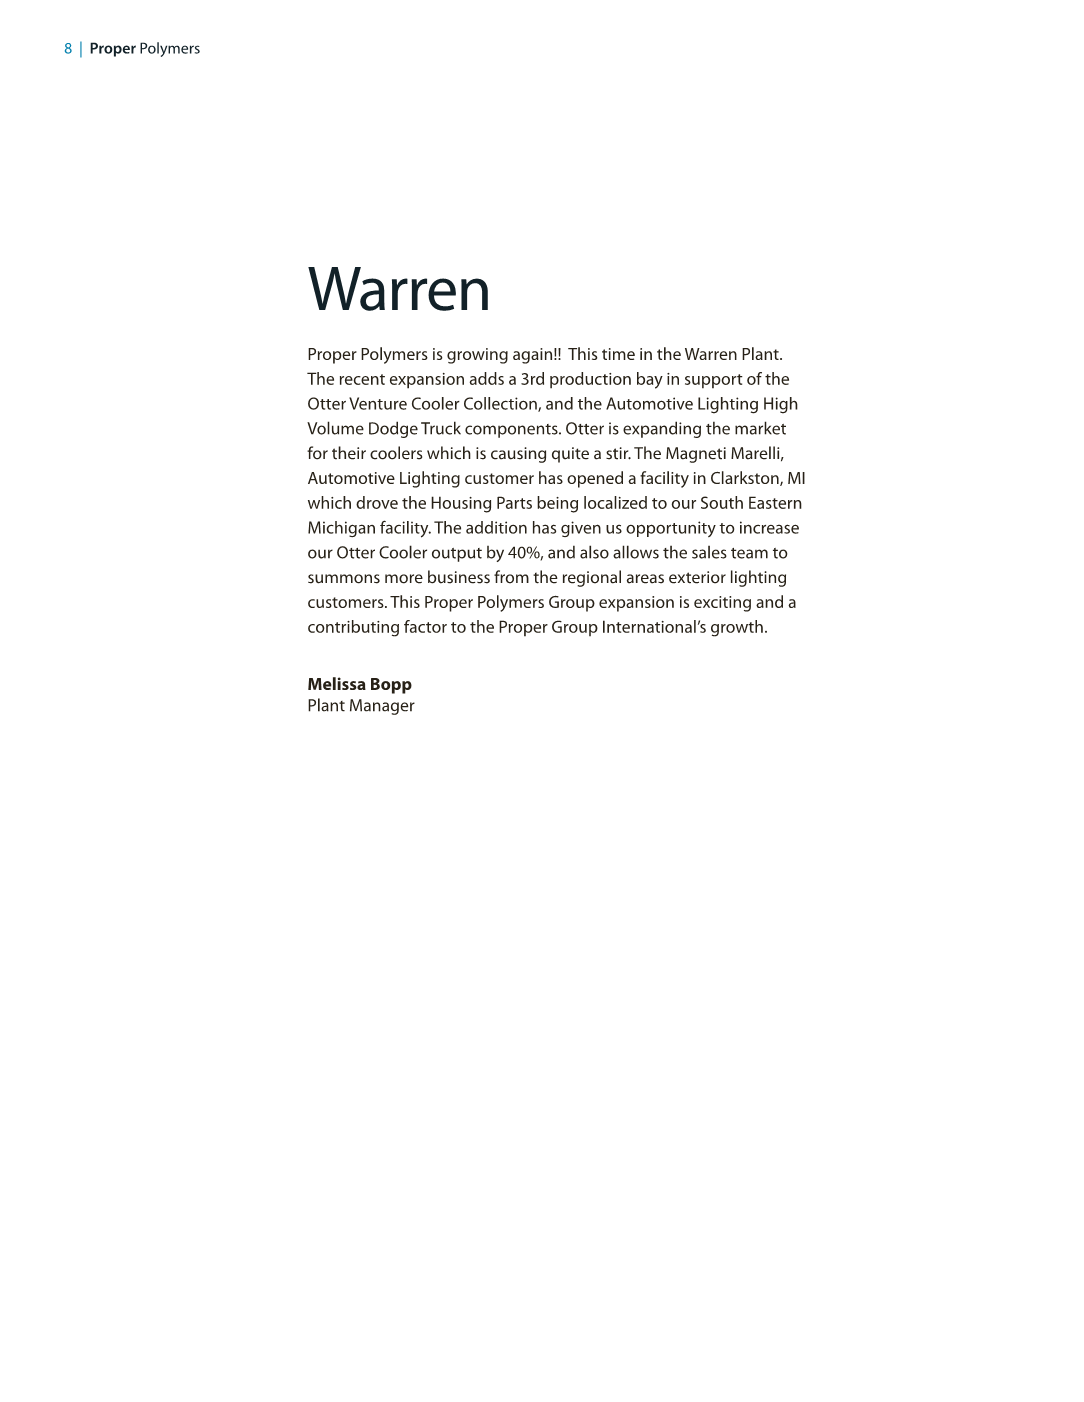 8 | Proper Polymers
Warren
Proper Polymers is growing again!!  This time in the Warren Plant.
The recent expansion adds a 3rd production bay in support of the
Otter Venture Cooler Collection, and the Automotive Lighting High
Volume Dodge Truck components. Otter is expanding the market
for their coolers which is causing quite a stir. The Magneti Marelli,
Automotive Lighting customer has opened a facility in Clarkston, MI
which drove the Housing Parts being localized to our South Eastern
Michigan facility. The addition has given us opportunity to increase
our Otter Cooler output by 40%, and also allows the sales team to
summons more business from the regional areas exterior lighting
customers. This Proper Polymers Group expansion is exciting and a
contributing factor to the Proper Group International’s growth.
Melissa Bopp
Plant Manager